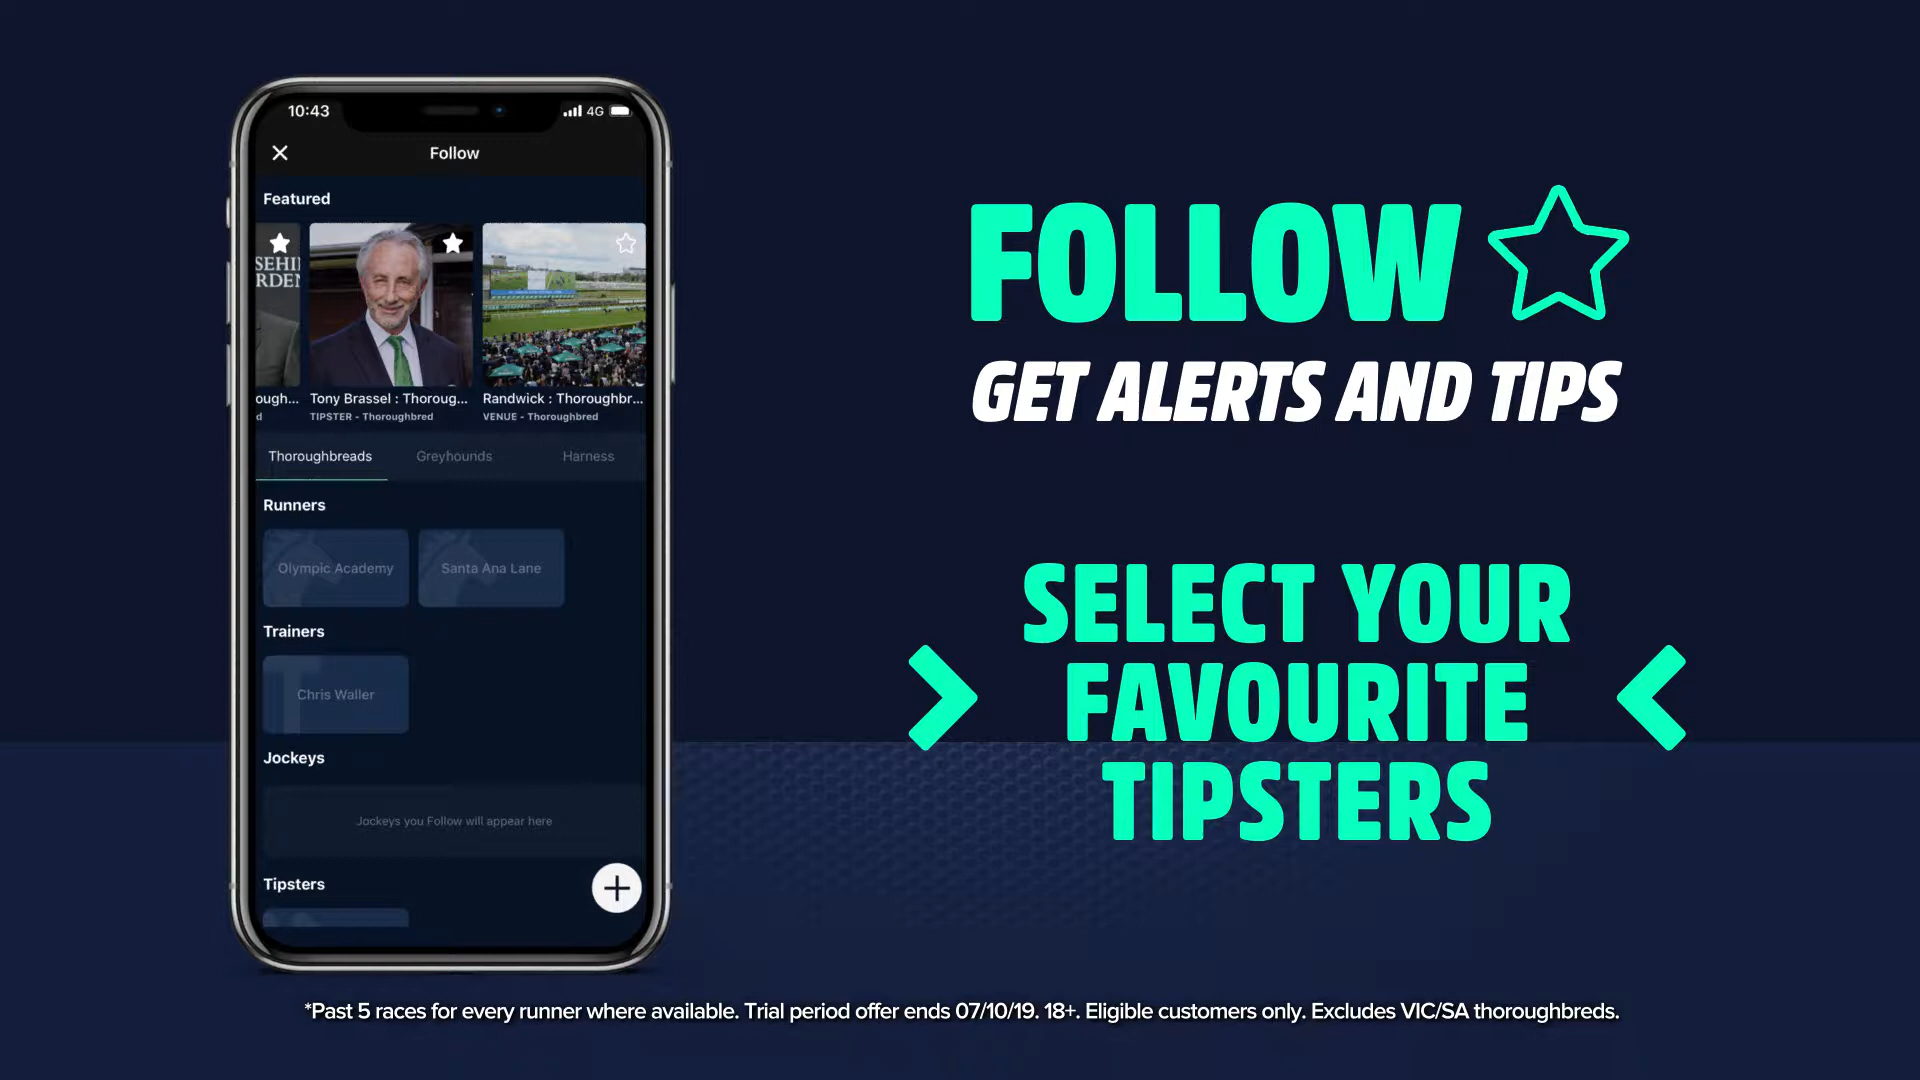 10:43
4G
Follow
Featured
SEHI
RDEN
ough...
d
Tony Brassel : Thoroug...
TIPSTER - Thoroughbred
Randwick : Thoroughbr...
VENUE - Thoroughbred
Thoroughbreads
Greyhounds
Harness
Runners
Olympic Academy
Santa Ana Lane
Trainers
Chris Waller
Jockeys
Jockeys you Follow will appear here
Tipsters
FOLLOW
GET ALERTS AND TIPS
SELECT YOUR
FAVOURITE
TIPSTERS
*Past 5 races for every runner where available. Trial period offer ends 07/10/19. 18+. Eligible customers only. Excludes VIC/SA thoroughbreds.